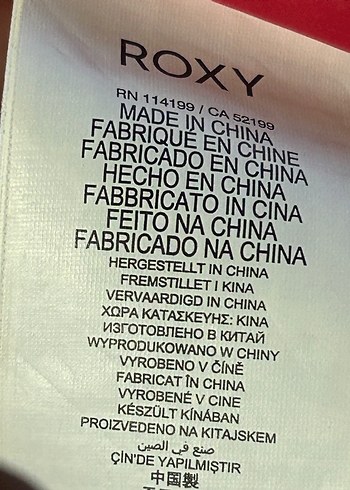 ROXY
RN 114199 / CA 52199
MADE IN CHINA
FABRIQUÉ EN CHINE
FABRICADO EN CHINA
HECHO EN CHINA
FABBRICATO IN CINA
FEITO NA CHINA
FABRICADO NA CHINA
HERGESTELLT IN CHINA
FREMSTILLET I KINA
VERVAARDIGD IN CHINA
ΧΩΡΑ ΚΑΤΑΣΚΕΥΗΣ: ΚΙΝΑ
ИЗГОТОВЛЕНО В КИТАЙ
WYPRODUKOWANO W CHINY
VYROBENO V ČÍNĚ
FABRICAT ÎN CHINA
VYROBENÉ V CINE
KÉSZÜLT KÍNÁBAN
PROIZVEDENO NA KITAJSKEM
صنع في الصين
ÇİN'DE YAPILMIŞTIR
中国製